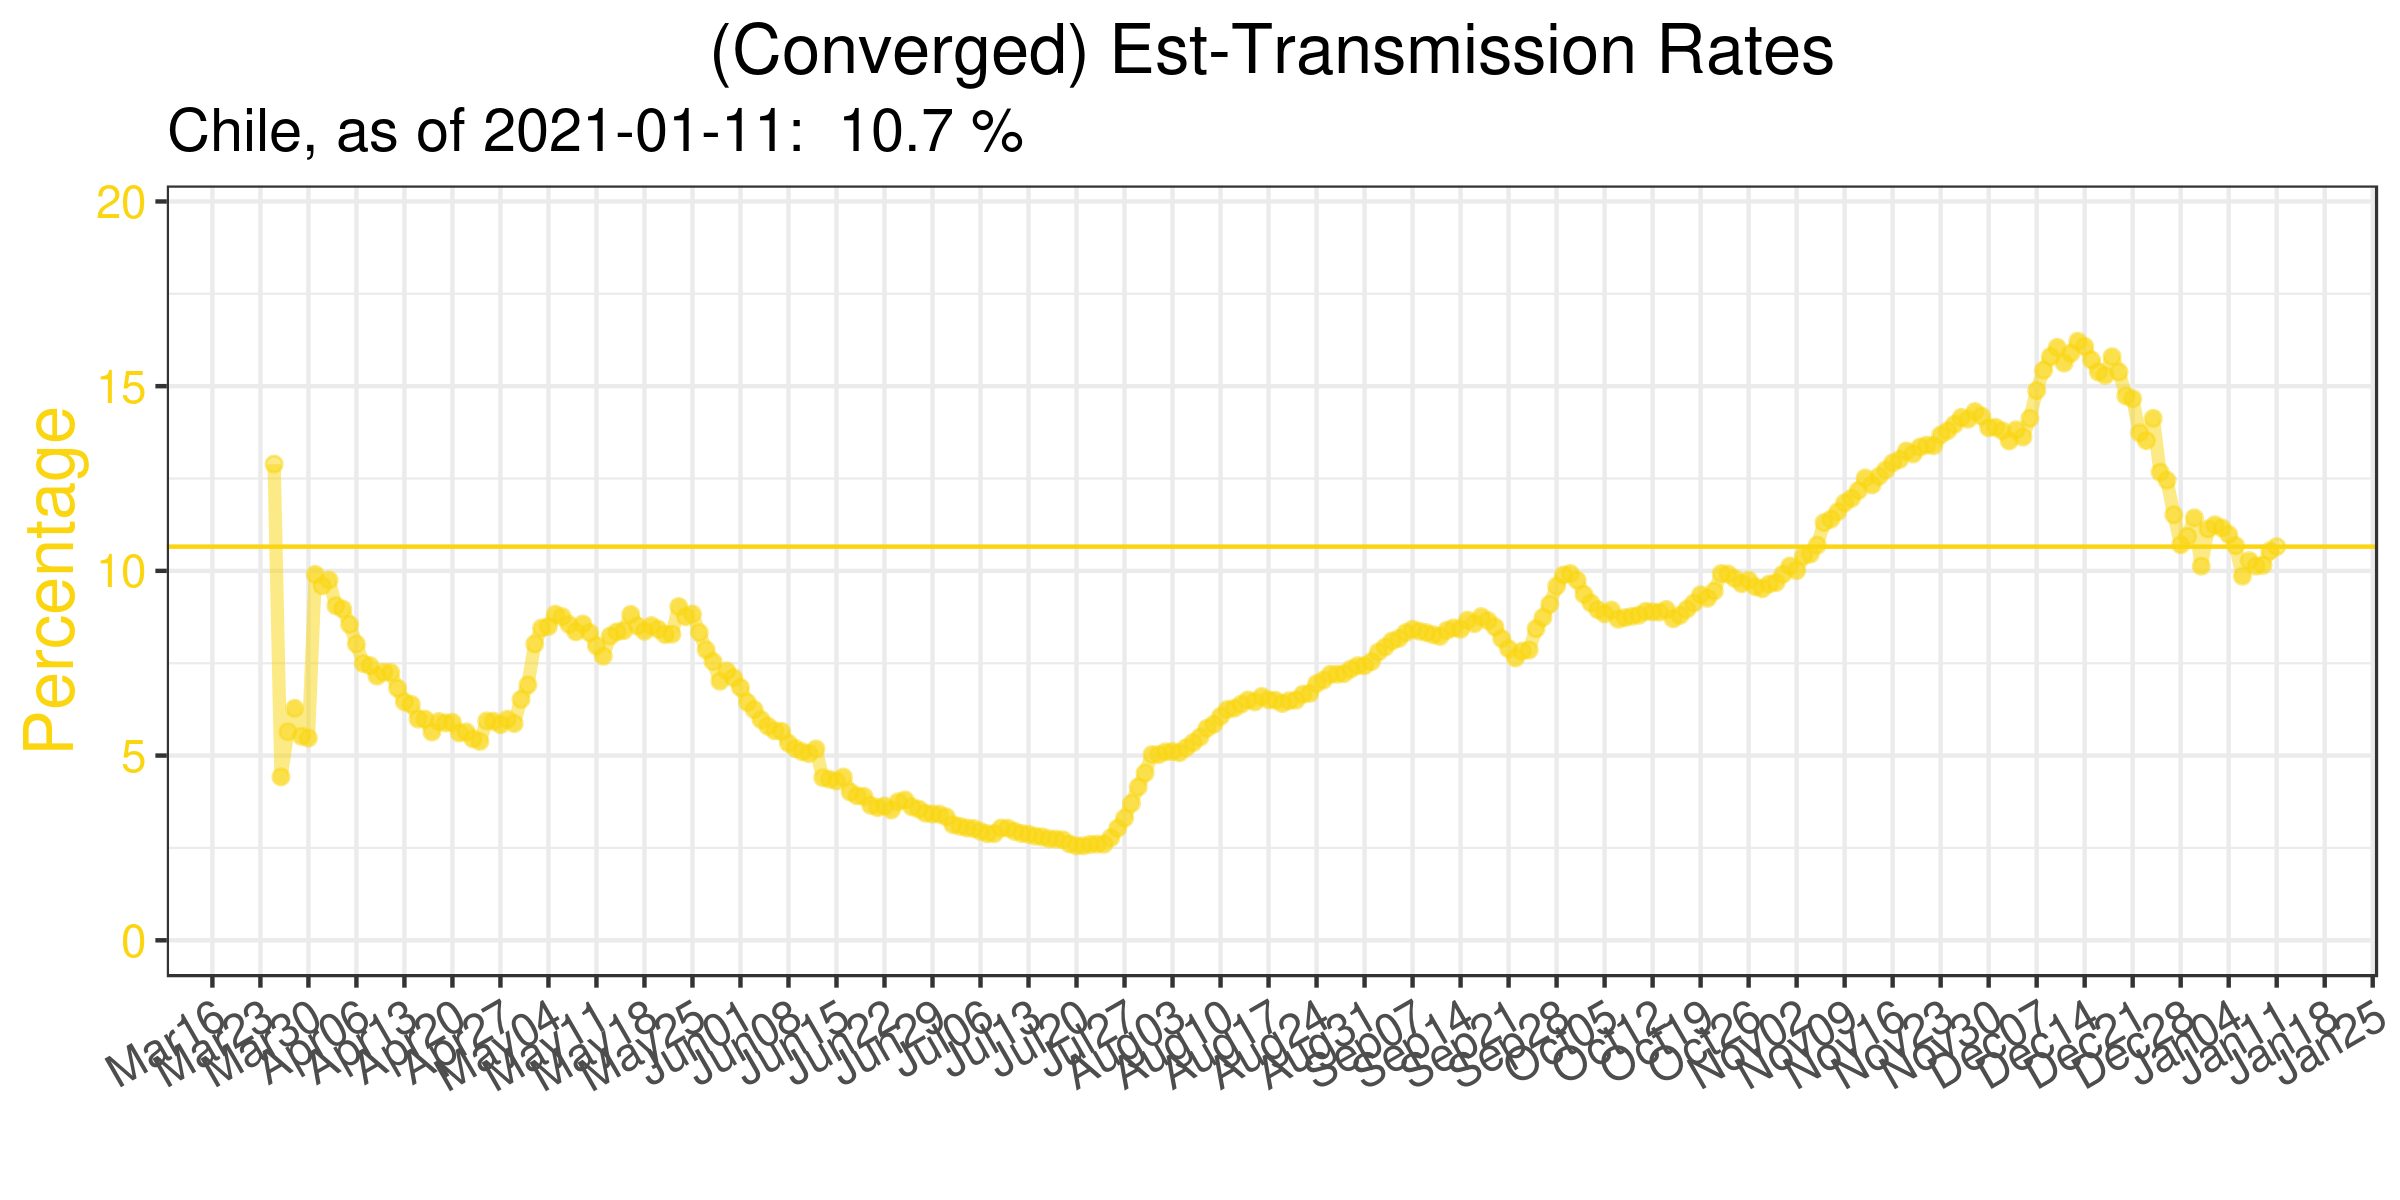 (Converged) Est-Transmission Rates
Chile, as of 2021-01-11:  10.7 %
Percentage
20
15
10
5
0
Mar16
Mar23
Mar30
Apr06
Apr13
Apr20
Apr27
May04
May11
May18
May25
Jun01
Jun08
Jun15
Jun22
Jun29
Jul06
Jul13
Jul20
Jul27
Aug03
Aug10
Aug17
Aug24
Aug31
Sep07
Sep14
Sep21
Sep28
Oct05
Oct12
Oct19
Oct26
Nov02
Nov09
Nov16
Nov23
Nov30
Dec07
Dec14
Dec21
Dec28
Jan04
Jan11
Jan18
Jan25